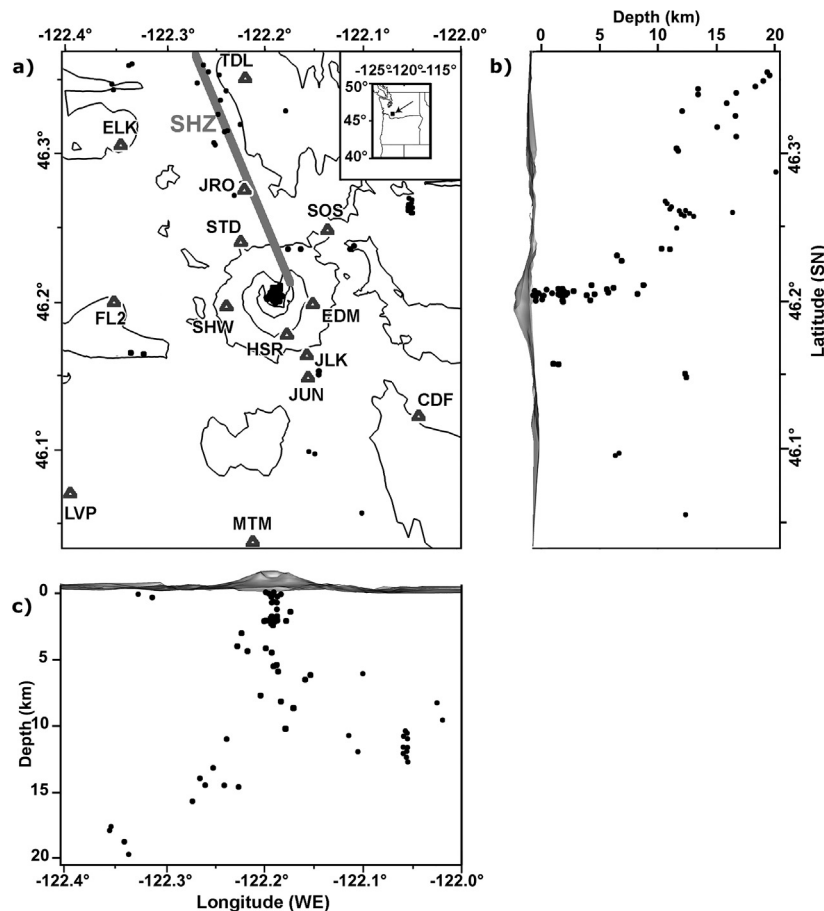 Depth (km)
-122.4° -122.3° -122.2° -122.1° -122.0°
0 5 10 15 20
a)
b)
TDL
-125° -120° -115°
50°
45°
40°
SHZ
ELK
46.3°
46.3°
JRO
SOS
STD
46.2°
46.2°
FL2
SHW
EDM
HSR
JLK
JUN
CDF
46.1°
46.1°
LVP
MTM
Latitude (SN)
c)
0
5
10
15
20
Depth (km)
-122.4° -122.3° -122.2° -122.1° -122.0°
Longitude (WE)